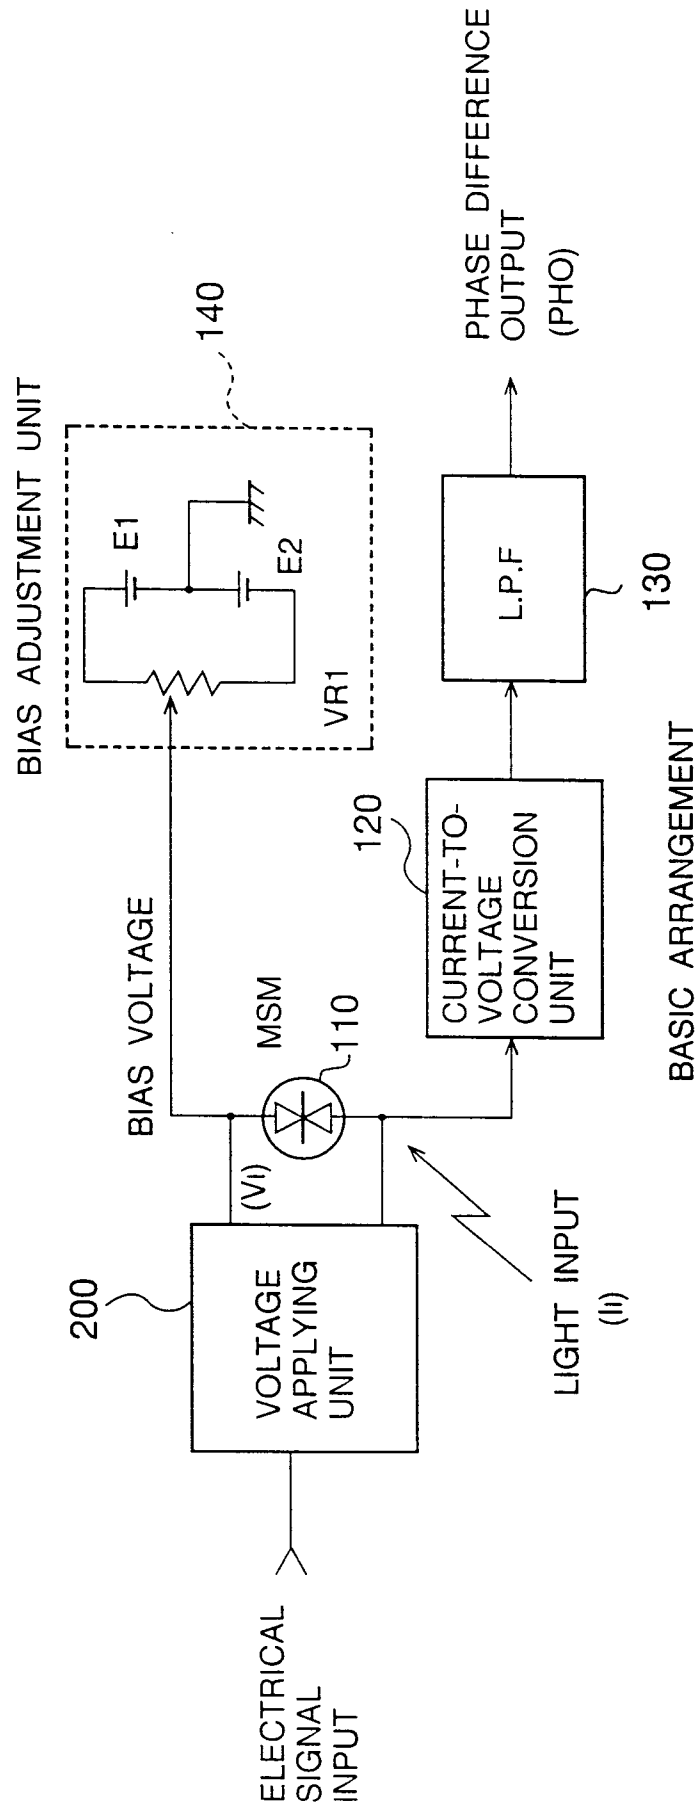 BIAS ADJUSTMENT UNIT
140
E1
E2
VR1
BIAS VOLTAGE
MSM
110
(VI)
200
VOLTAGE
APPLYING
UNIT
ELECTRICAL
SIGNAL
INPUT
LIGHT INPUT
(II)
120
CURRENT-TO-
VOLTAGE
CONVERSION
UNIT
L.P.F
130
PHASE DIFFERENCE
OUTPUT
(PHO)
BASIC ARRANGEMENT